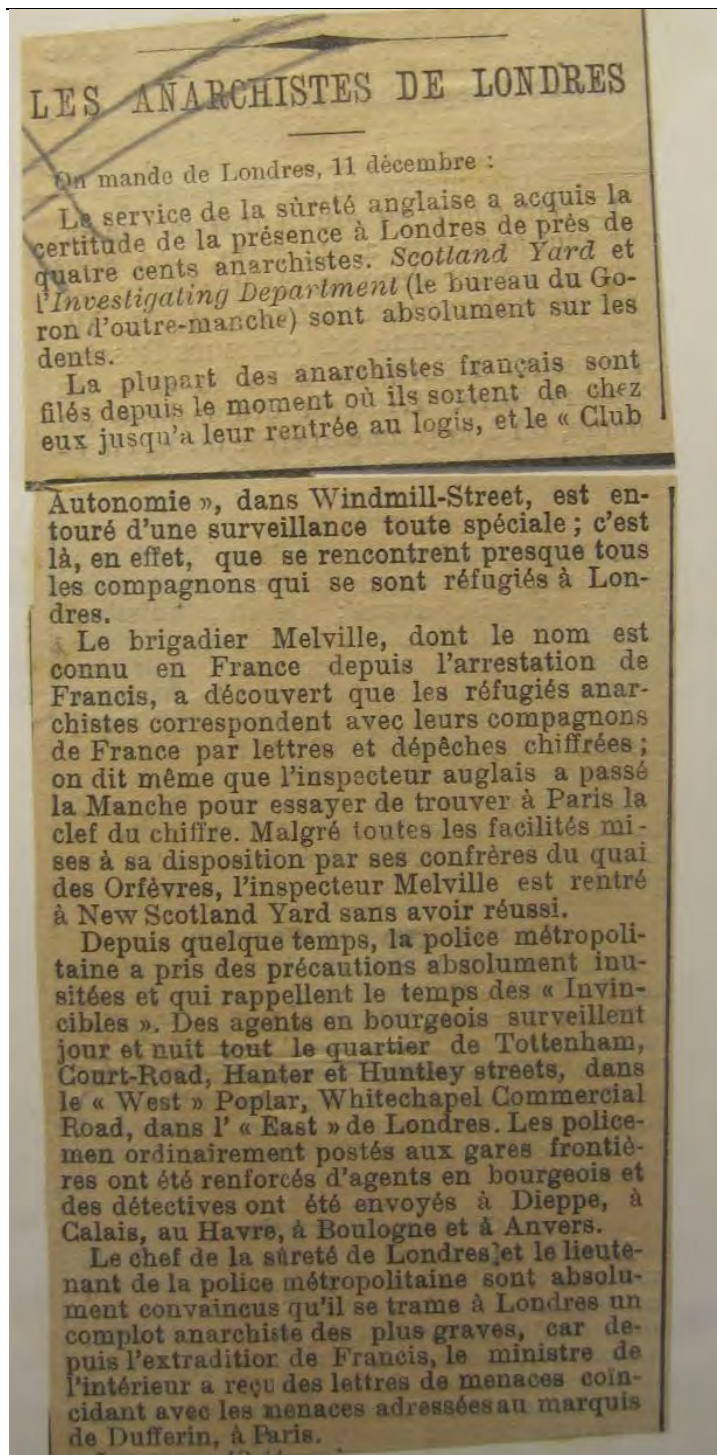 LES ANARCHISTES DE LONDRES
On mande de Londres, 11 décembre :
Le service de la sûreté anglaise a acquis la
certitude de la présence à Londres de près de
quatre cents anarchistes. Scotland Yard et
l'Investigating Department (le bureau du Go-
ron d'outre-manche) sont absolument sur les
dents.
La plupart des anarchistes français sont
filés depuis le moment où ils sortent de chez
eux jusqu'a leur rentrée au logis, et le « Club
Autonomie », dans Windmill-Street, est en-
touré d'une surveillance toute spéciale ; c'est
là, en effet, que se rencontrent presque tous
les compagnons qui se sont réfugiés à Lon-
dres.
Le brigadier Melville, dont le nom est
connu en France depuis l'arrestation de
Francis, a découvert que les réfugiés anar-
chistes correspondent avec leurs compagnons
de France par lettres et dépêches chiffrées ;
on dit même que l'inspecteur auglais a passé
la Manche pour essayer de trouver à Paris la
clef du chiffre. Malgré toutes les facilités mi-
ses à sa disposition par ses confrères du quai
des Orfèvres, l'inspecteur Melville est rentré
à New Scotland Yard sans avoir réussi.
Depuis quelque temps, la police métropoli-
taine a pris des précautions absolument inu-
sitées et qui rappellent le temps des « Invin-
cibles ». Des agents en bourgeois surveillent
jour et nuit tout le quartier de Tottenham,
Court-Road, Hanter et Huntley streets, dans
le « West » Poplar, Whitechapel Commercial
Road, dans l' « East » de Londres. Les police-
men ordinairement postés aux gares frontiè-
res ont été renforcés d'agents en bourgeois et
des détectives ont été envoyés à Dieppe, à
Calais, au Havre, à Boulogne et à Anvers.
Le chef de la sûreté de Londres et le lieute-
nant de la police métropolitaine sont absolu-
ment convaincus qu'il se trame à Londres un
complot anarchiste des plus graves, car de-
puis l'extradition de Francis, le ministre de
l'intérieur a reçu des lettres de menaces coïn-
cidant avec les menaces adressées au marquis
de Dufferin, à Paris.